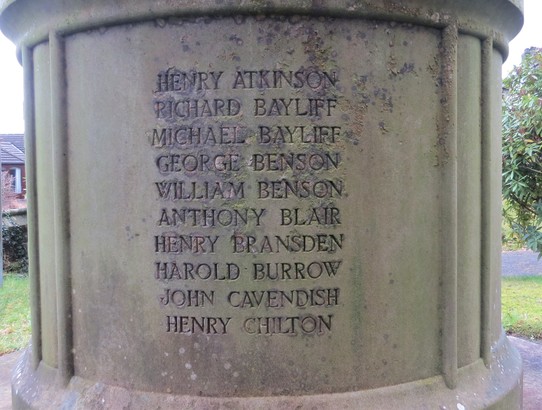 HENRY ATKINSON
RICHARD BAYLIFF
MICHAEL BAYLIFF
GEORGE BENSON
WILLIAM BENSON
ANTHONY BLAIR
HENRY BRANSDEN
HAROLD BURROW
JOHN CAVENDISH
HENRY CHILTON